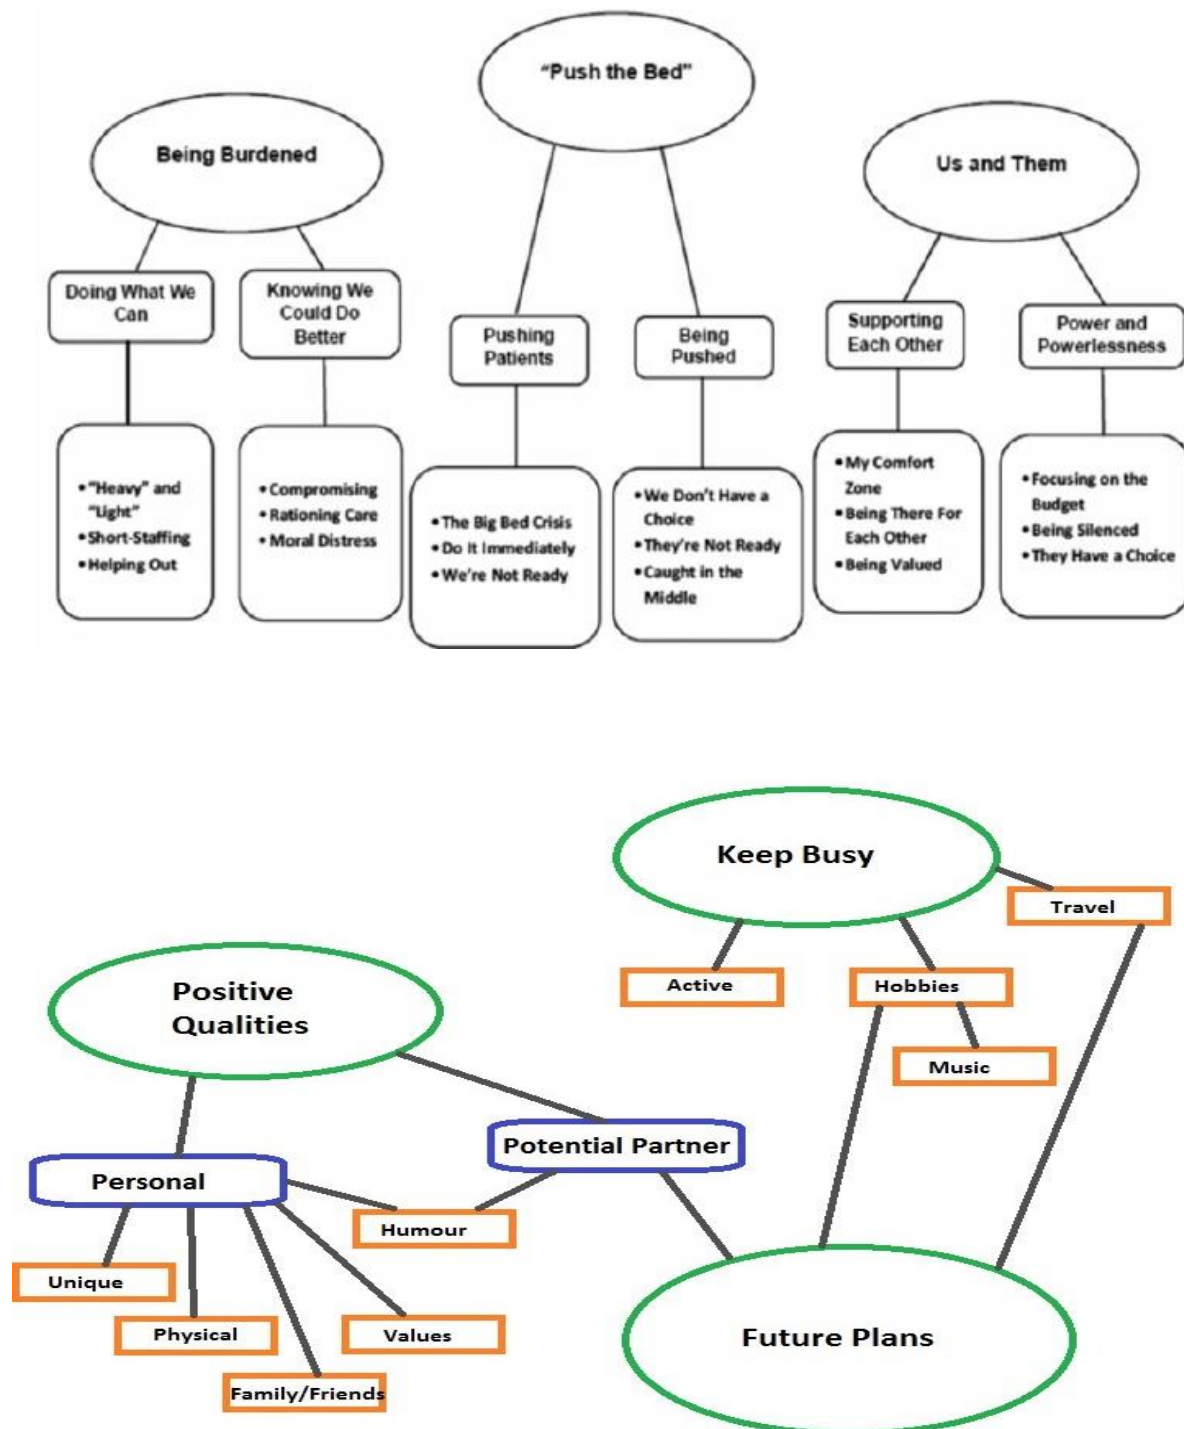 “Push the Bed”
Being Burdened
Us and Them
Doing What We
Can
Knowing We
Could Do
Better
Pushing
Patients
Being
Pushed
Supporting
Each Other
Power and
Powerlessness
•“Heavy” and
“Light”
•Short-Staffing
•Helping Out
•Compromising
•Rationing Care
•Moral Distress
•The Big Bed Crisis
•Do It Immediately
•We’re Not Ready
•We Don’t Have a
Choice
•They’re Not Ready
•Caught in the
Middle
•My Comfort
Zone
•Being There For
Each Other
•Being Valued
•Focusing on the
Budget
•Being Silenced
•They Have a Choice
Keep Busy
Travel
Active
Hobbies
Music
Positive
Qualities
Potential Partner
Personal
Humour
Unique
Physical
Values
Family/Friends
Future Plans